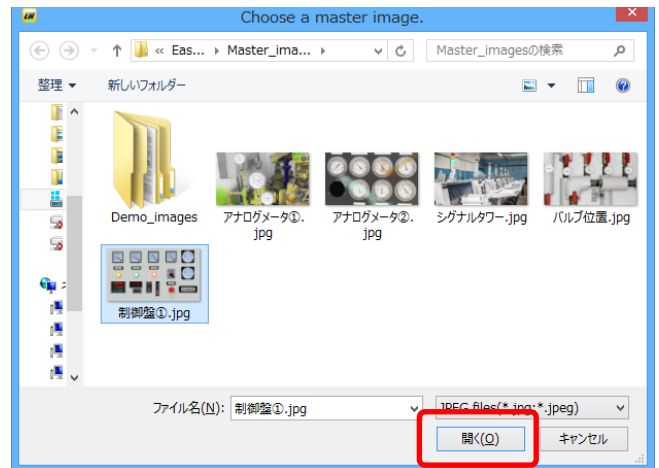 LM
Choose a master image.
« Eas... Master_ima... Master_imagesの検索
整理 新しいフォルダー
Demo_images
アナログメータ①.
jpg
アナログメータ②.
jpg
シグナルタワー.jpg
バルブ位置.jpg
制御盤①.jpg
ファイル名(N): 制御盤①.jpg JPEG files(*.jpg;*.jpeg)
開く(O) キャンセル